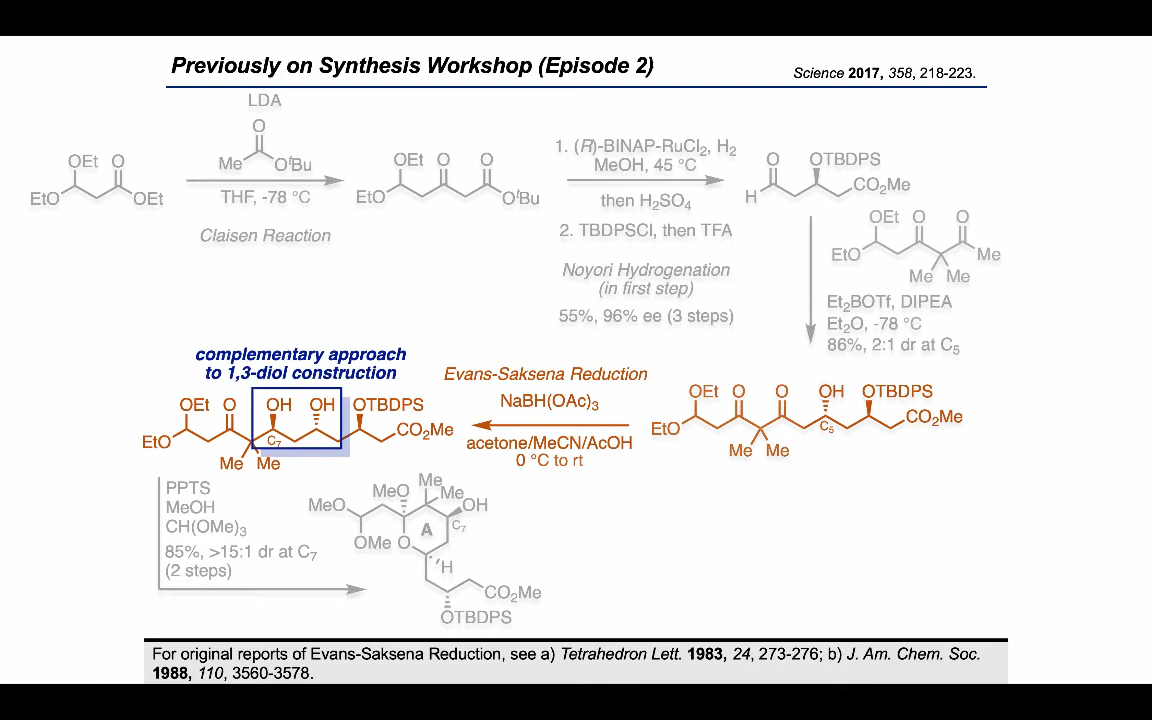 Previously on Synthesis Workshop (Episode 2)
Science 2017, 358, 218-223.
LDA
O
Me
OᵗBu
THF, -78 °C
Claisen Reaction
OEt O
EtO
OEt
OEt O O
EtO
OᵗBu
1. (R)-BINAP-RuCl₂, H₂
MeOH, 45 °C
then H₂SO₄
2. TBDPSCl, then TFA
Noyori Hydrogenation
(in first step)
55%, 96% ee (3 steps)
O OTBDPS
H
CO₂Me
OEt O O
EtO
Me
Me Me
Et₂BOTf, DIPEA
Et₂O, -78 °C
86%, 2:1 dr at C₅
complementary approach
to 1,3-diol construction
OEt O OH OH OTBDPS
EtO
C₇
CO₂Me
Me Me
Evans-Saksena Reduction
NaBH(OAc)₃
acetone/MeCN/AcOH
0 °C to rt
OEt O O OH OTBDPS
EtO
C₅
CO₂Me
Me Me
PPTS
MeOH
CH(OMe)₃
85%, >15:1 dr at C₇
(2 steps)
Me
MeO Me
MeO OH
A C₇
OMe O
H
CO₂Me
OTBDPS
For original reports of Evans-Saksena Reduction, see a) Tetrahedron Lett. 1983, 24, 273-276; b) J. Am. Chem. Soc.
1988, 110, 3560-3578.